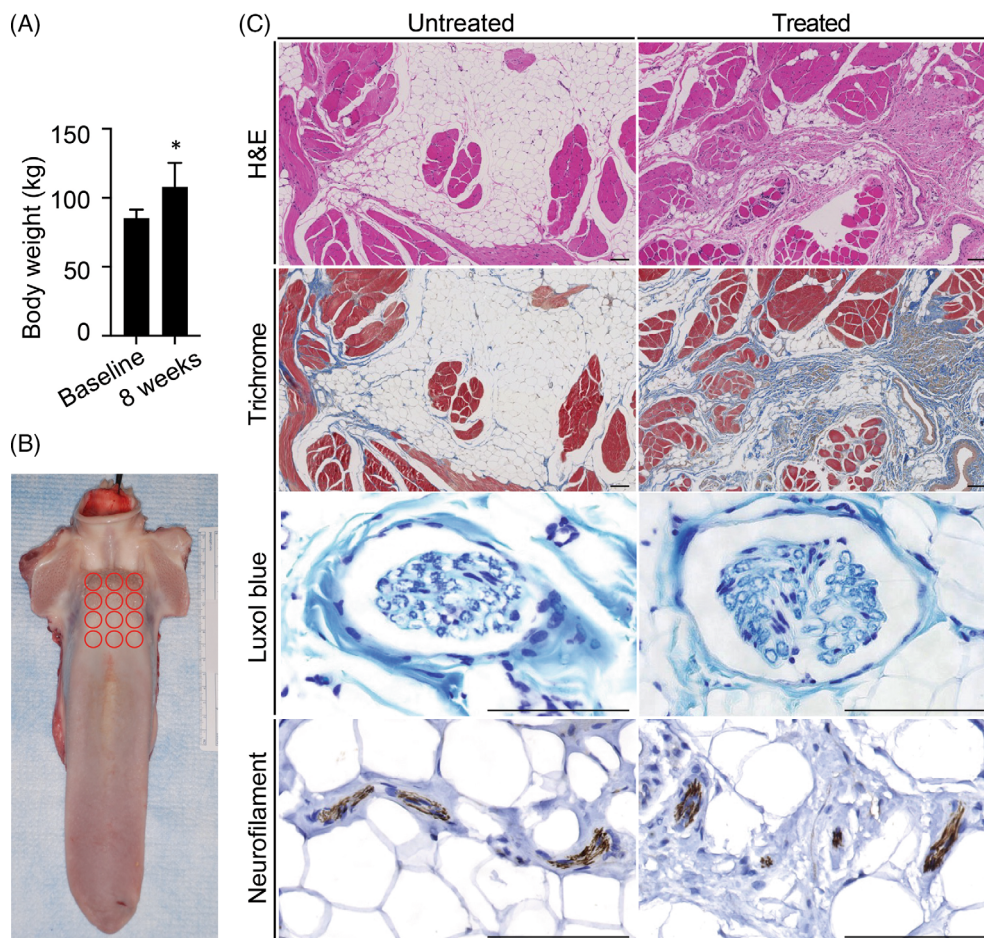 (A)
150
100
50
0
Body weight (kg)
*
Baseline
8 weeks
(B)
(C)
Untreated
Treated
H&E
Trichrome
Luxol blue
Neurofilament